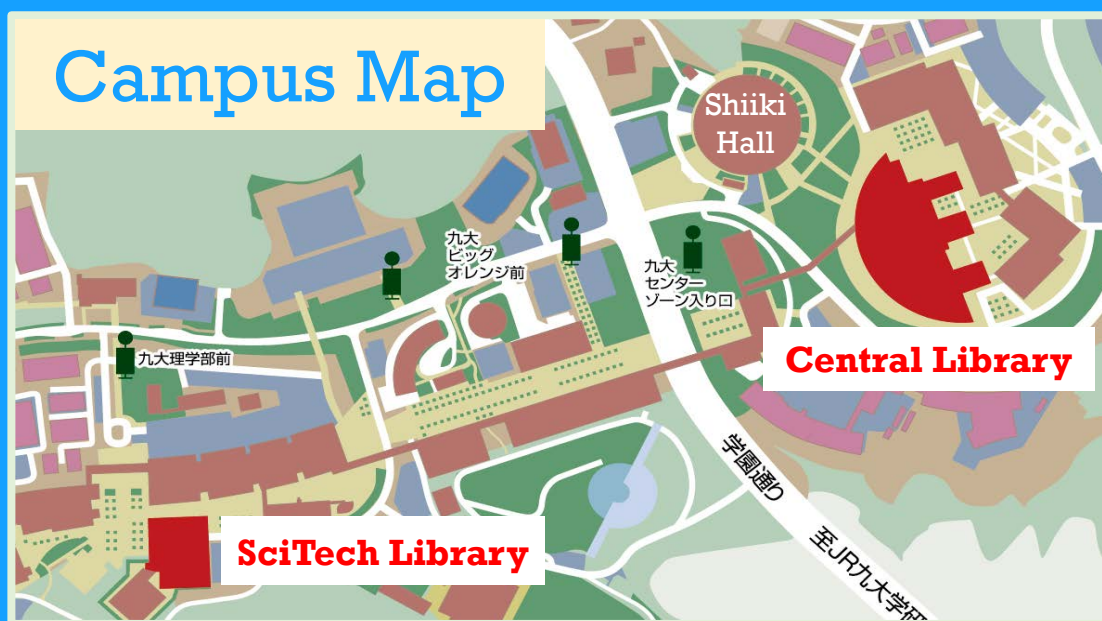 Campus Map
Shiiki
Hall
九大
ビッグ
オレンジ前
九大
センター
ゾーン入り口
九大理学部前
Central Library
学園通り
SciTech Library
至JR九大学研